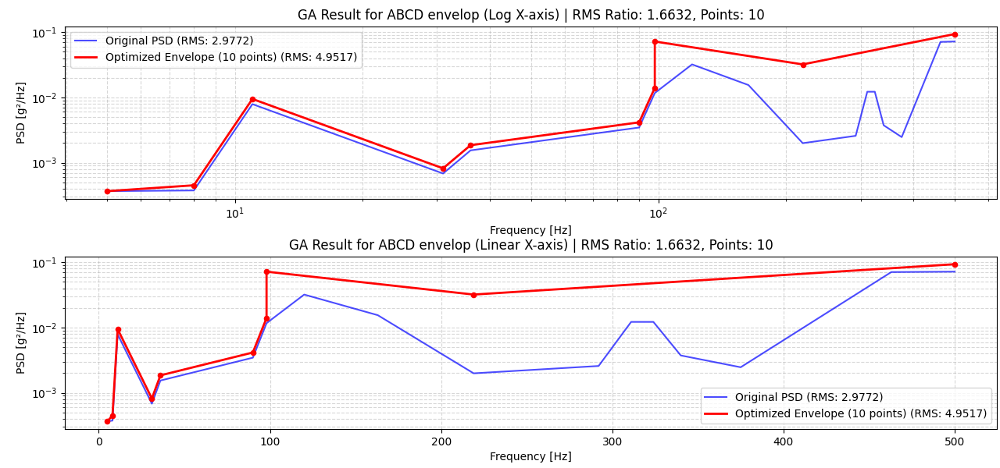 GA Result for ABCD envelop (Log X-axis) | RMS Ratio: 1.6632, Points: 10
10⁻¹
10⁻²
10⁻³
PSD [g²/Hz]
Original PSD (RMS: 2.9772)
Optimized Envelope (10 points) (RMS: 4.9517)
10¹ 10²
Frequency [Hz]
GA Result for ABCD envelop (Linear X-axis) | RMS Ratio: 1.6632, Points: 10
10⁻¹
10⁻²
10⁻³
PSD [g²/Hz]
Original PSD (RMS: 2.9772)
Optimized Envelope (10 points) (RMS: 4.9517)
0 100 200 300 400 500
Frequency [Hz]